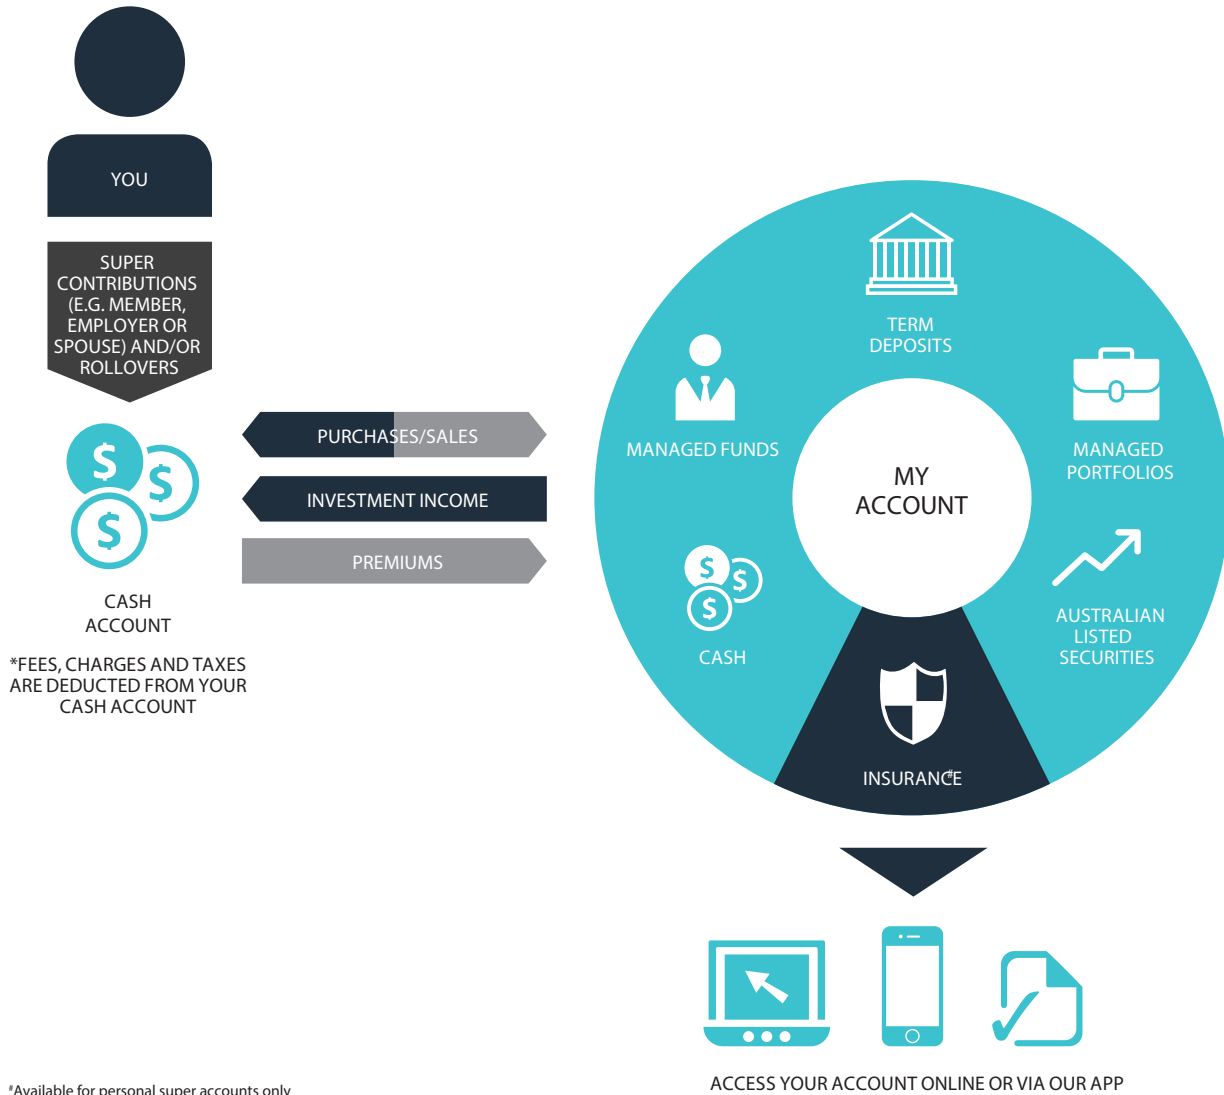 YOU
SUPER
CONTRIBUTIONS
(E.G. MEMBER,
EMPLOYER OR
SPOUSE) AND/OR
ROLLOVERS
CASH
ACCOUNT
*FEES, CHARGES AND TAXES
ARE DEDUCTED FROM YOUR
CASH ACCOUNT
PURCHASES/SALES
INVESTMENT INCOME
PREMIUMS
TERM
DEPOSITS
MANAGED FUNDS
MANAGED
PORTFOLIOS
MY
ACCOUNT
CASH
AUSTRALIAN
LISTED
SECURITIES
INSURANCE#
ACCESS YOUR ACCOUNT ONLINE OR VIA OUR APP
#Available for personal super accounts only